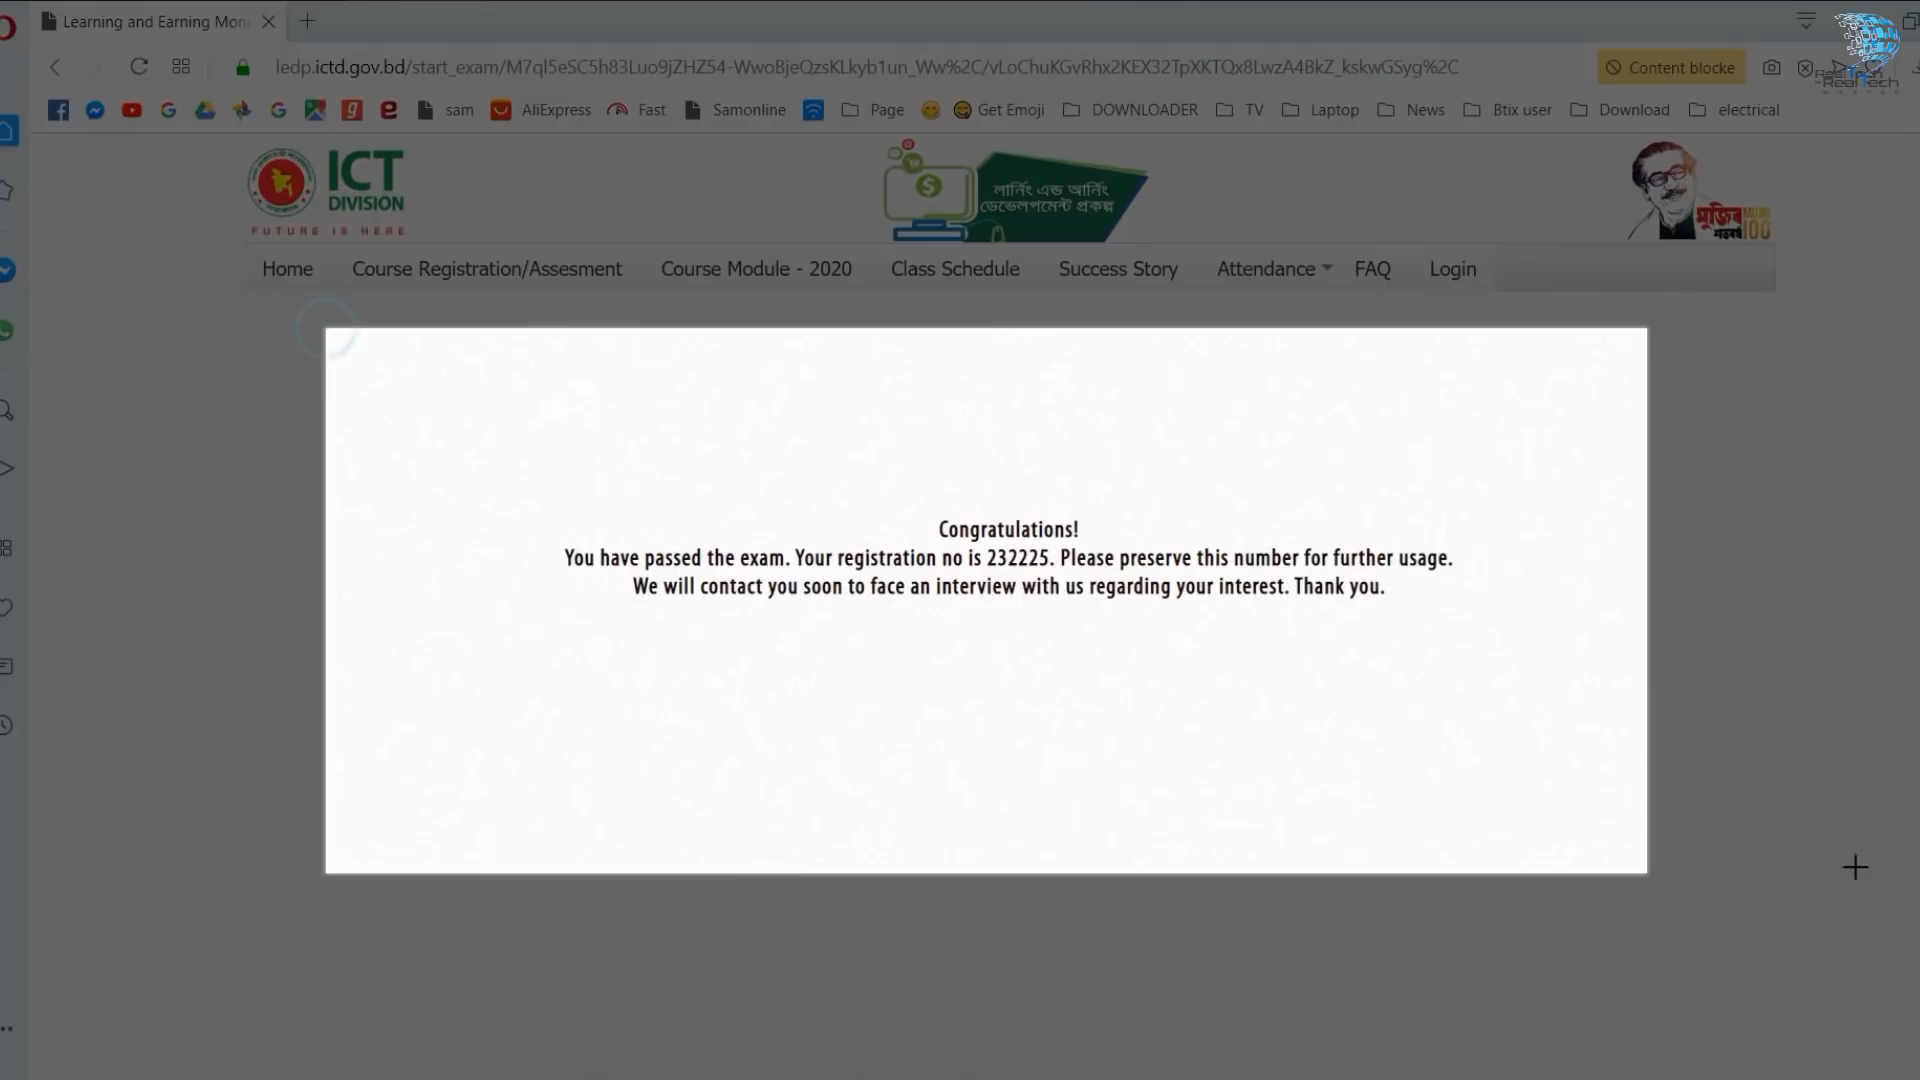 Learning and Earning Mon
ledp.ictd.gov.bd/start_exam/M7ql5eSC5h83Luo9jZHZ54-WwoBjeQzsKLkyb1un_Ww%2C/vLoChuKGvRhx2KEX32TpXKTQx8LwzA4BkZ_kskwGSyg%2C
Content blocke
sam AliExpress Fast Samonline Page Get Emoji DOWNLOADER TV Laptop News Btix user Download electrical
ICT
DIVISION
FUTURE IS HERE
লার্নিং এন্ড আর্নিং
ডেভেলপমেন্ট প্রকল্প
মুজিব
শতবর্ষ
100
Home Course Registration/Assesment Course Module - 2020 Class Schedule Success Story Attendance FAQ Login
Congratulations!
You have passed the exam. Your registration no is 232225. Please preserve this number for further usage.
We will contact you soon to face an interview with us regarding your interest. Thank you.